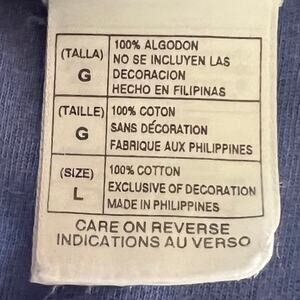 (TALLA)
G
100% ALGODON
NO SE INCLUYEN LAS
DECORACION
HECHO EN FILIPINAS
(TAILLE)
G
100% COTON
SANS DÉCORATION
FABRIQUE AUX PHILIPPINES
(SIZE)
L
100% COTTON
EXCLUSIVE OF DECORATION
MADE IN PHILIPPINES
CARE ON REVERSE
INDICATIONS AU VERSO